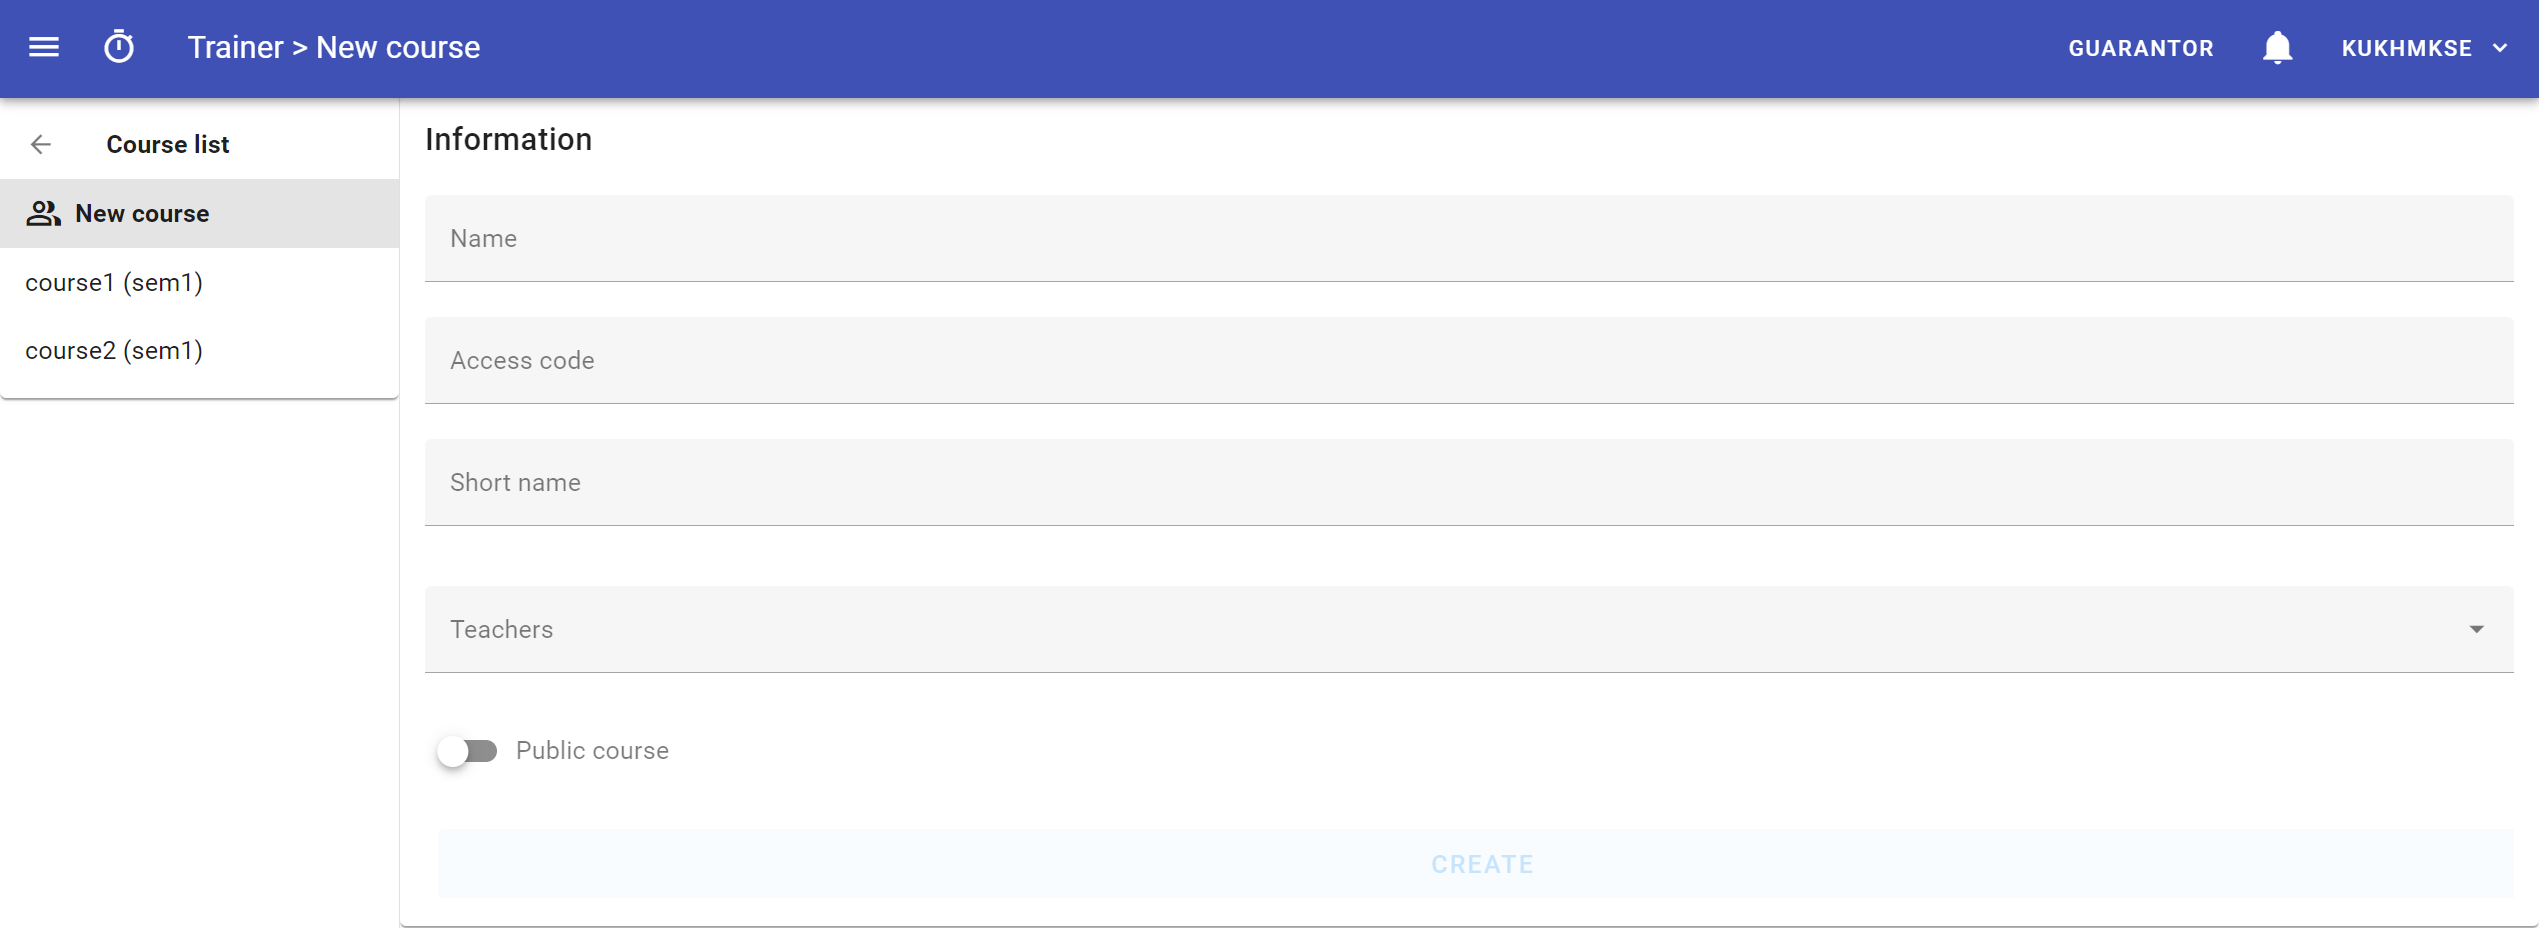 Trainer > New course
GUARANTOR
KUKHMKSE
Course list
New course
course1 (sem1)
course2 (sem1)
Information
Name
Access code
Short name
Teachers
Public course
CREATE